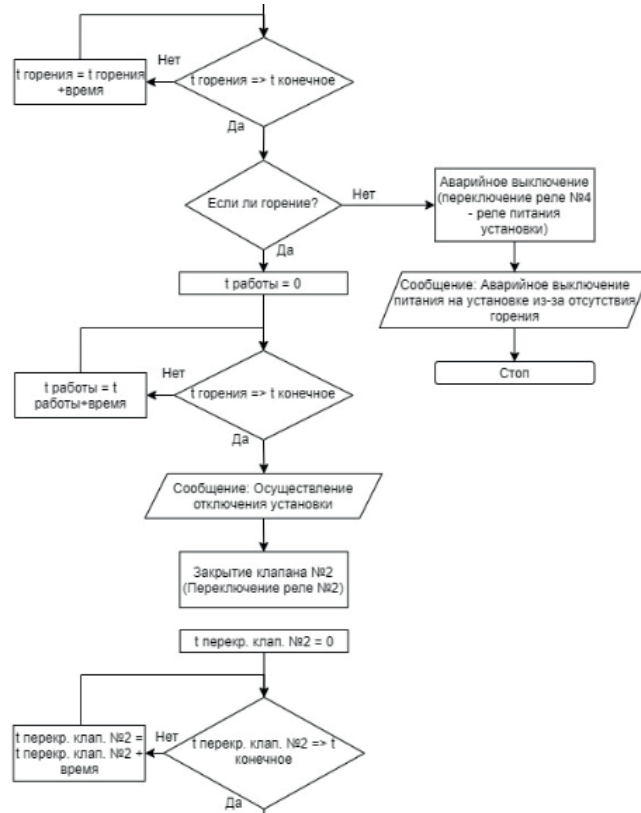 Нет
t горения => t конечное
t горения = t горения
+время
Да
Если ли горение?
Нет
Аварийное выключение
(переключение реле №4
- реле питания
установки)
Да
t работы = 0
Сообщение: Аварийное выключение
питания на установке из-за отсутствия
горения
Стоп
Нет
t горения => t конечное
t работы = t
работы+время
Да
Сообщение: Осуществление
отключения установки
Закрытие клапана №2
(Переключение реле №2)
t перекр. клап. №2 = 0
t перекр. клап. №2 =
t перекр. клап. №2 +
время
Нет
t перекр. клап. №2 => t
конечное
Да